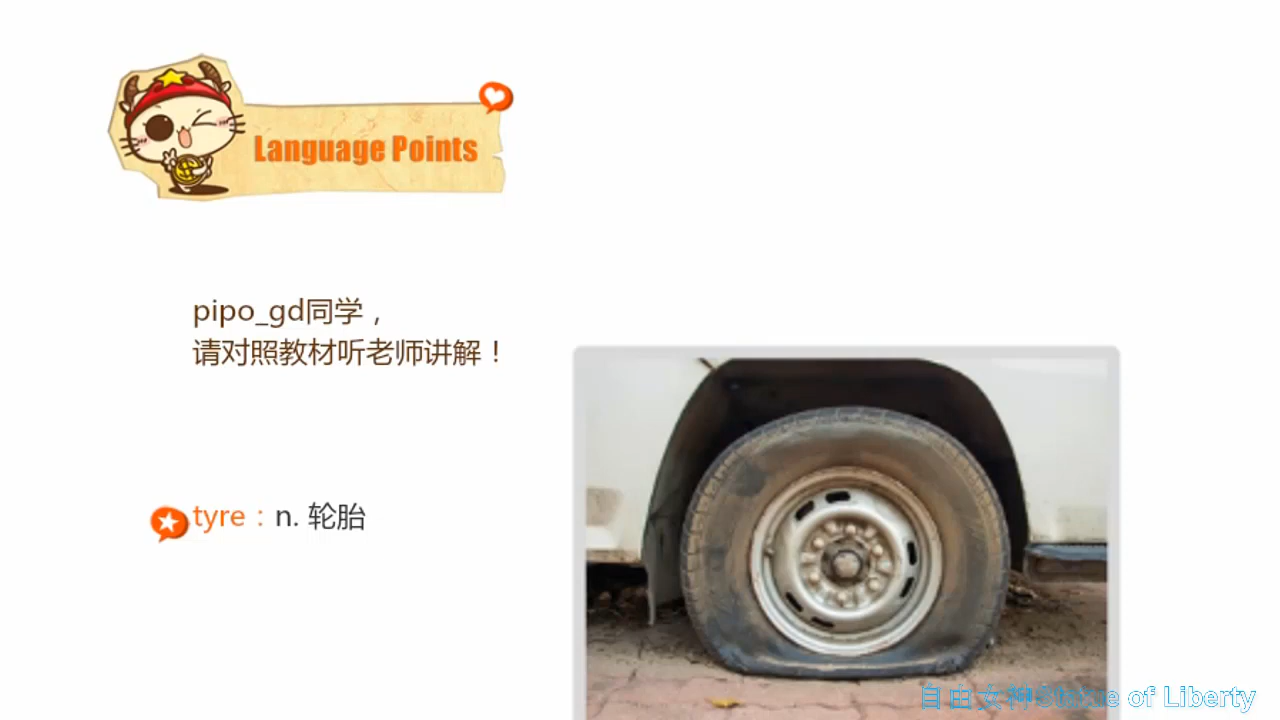 Language Points
pipo_gd同学，
请对照教材听老师讲解！
tyre：n. 轮胎
自由女神Statue of Liberty